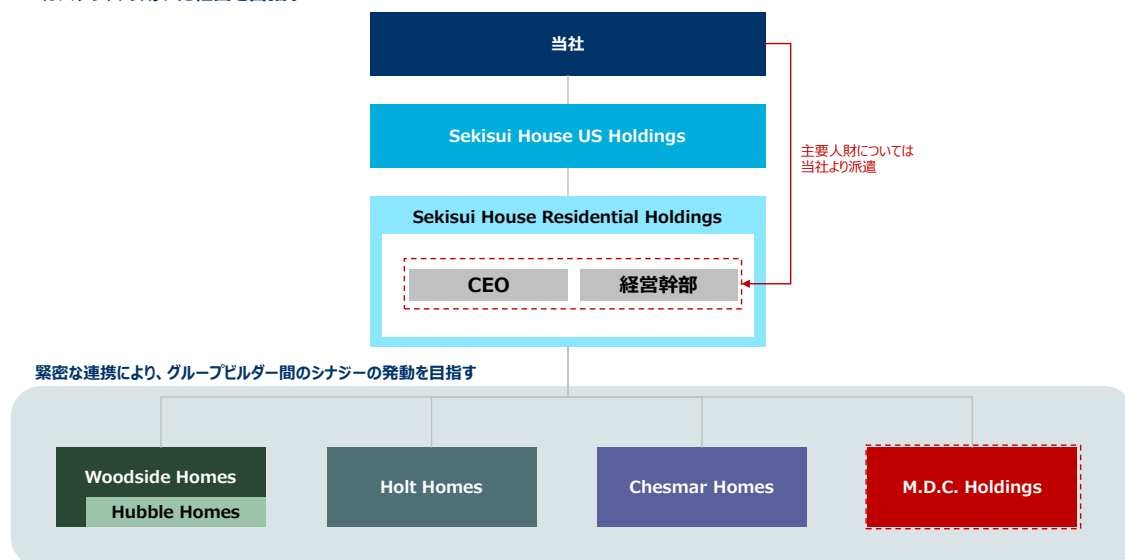 当社
Sekisui House US Holdings
主要人財については
当社より派遣
Sekisui House Residential Holdings
CEO
経営幹部
緊密な連携により、グループビルダー間のシナジーの発動を目指す
Woodside Homes
Hubble Homes
Holt Homes
Chesmar Homes
M.D.C. Holdings